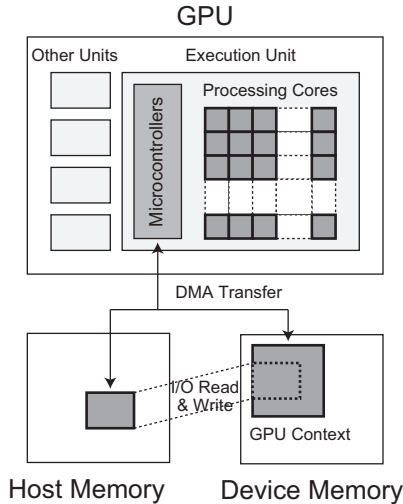 GPU
Other Units
Execution Unit
Microcontrollers
Processing Cores
DMA Transfer
I/O Read
& Write
GPU Context
Host Memory
Device Memory